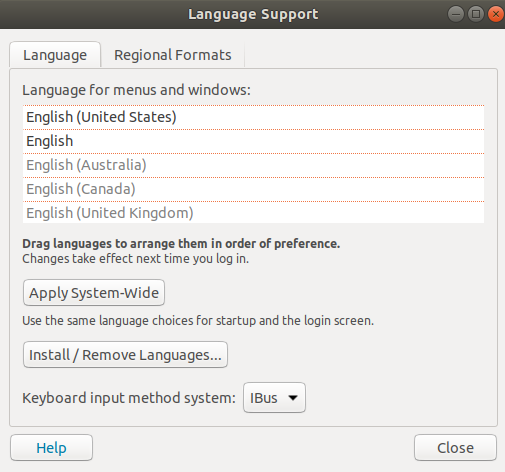 Language Support
Language
Regional Formats
Language for menus and windows:
English (United States)
English
English (Australia)
English (Canada)
English (United Kingdom)
Drag languages to arrange them in order of preference.
Changes take effect next time you log in.
Apply System-Wide
Use the same language choices for startup and the login screen.
Install / Remove Languages...
Keyboard input method system: IBus
Help
Close